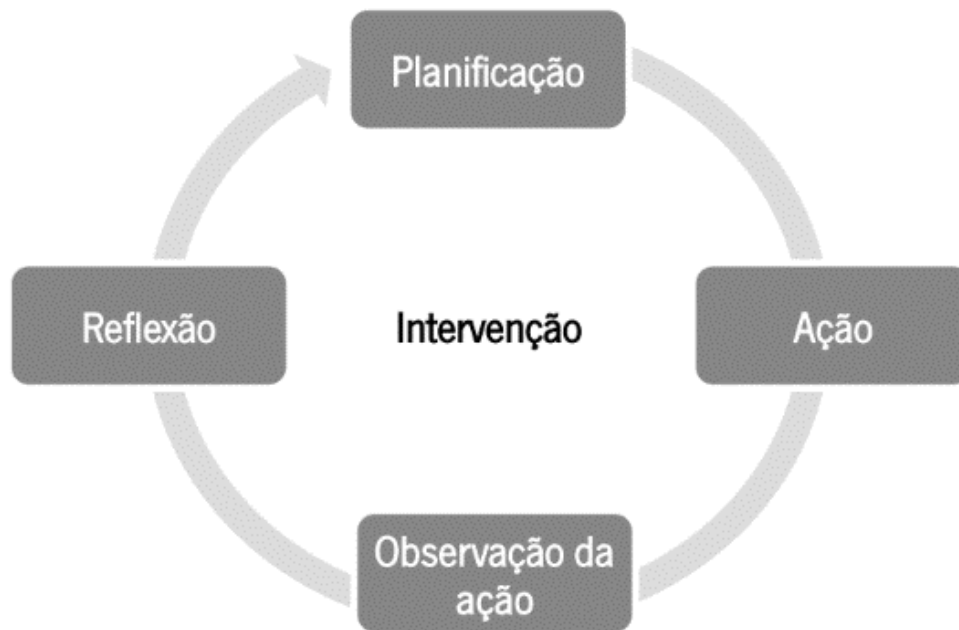 Planificação
Reflexão
Intervenção
Ação
Observação da
ação